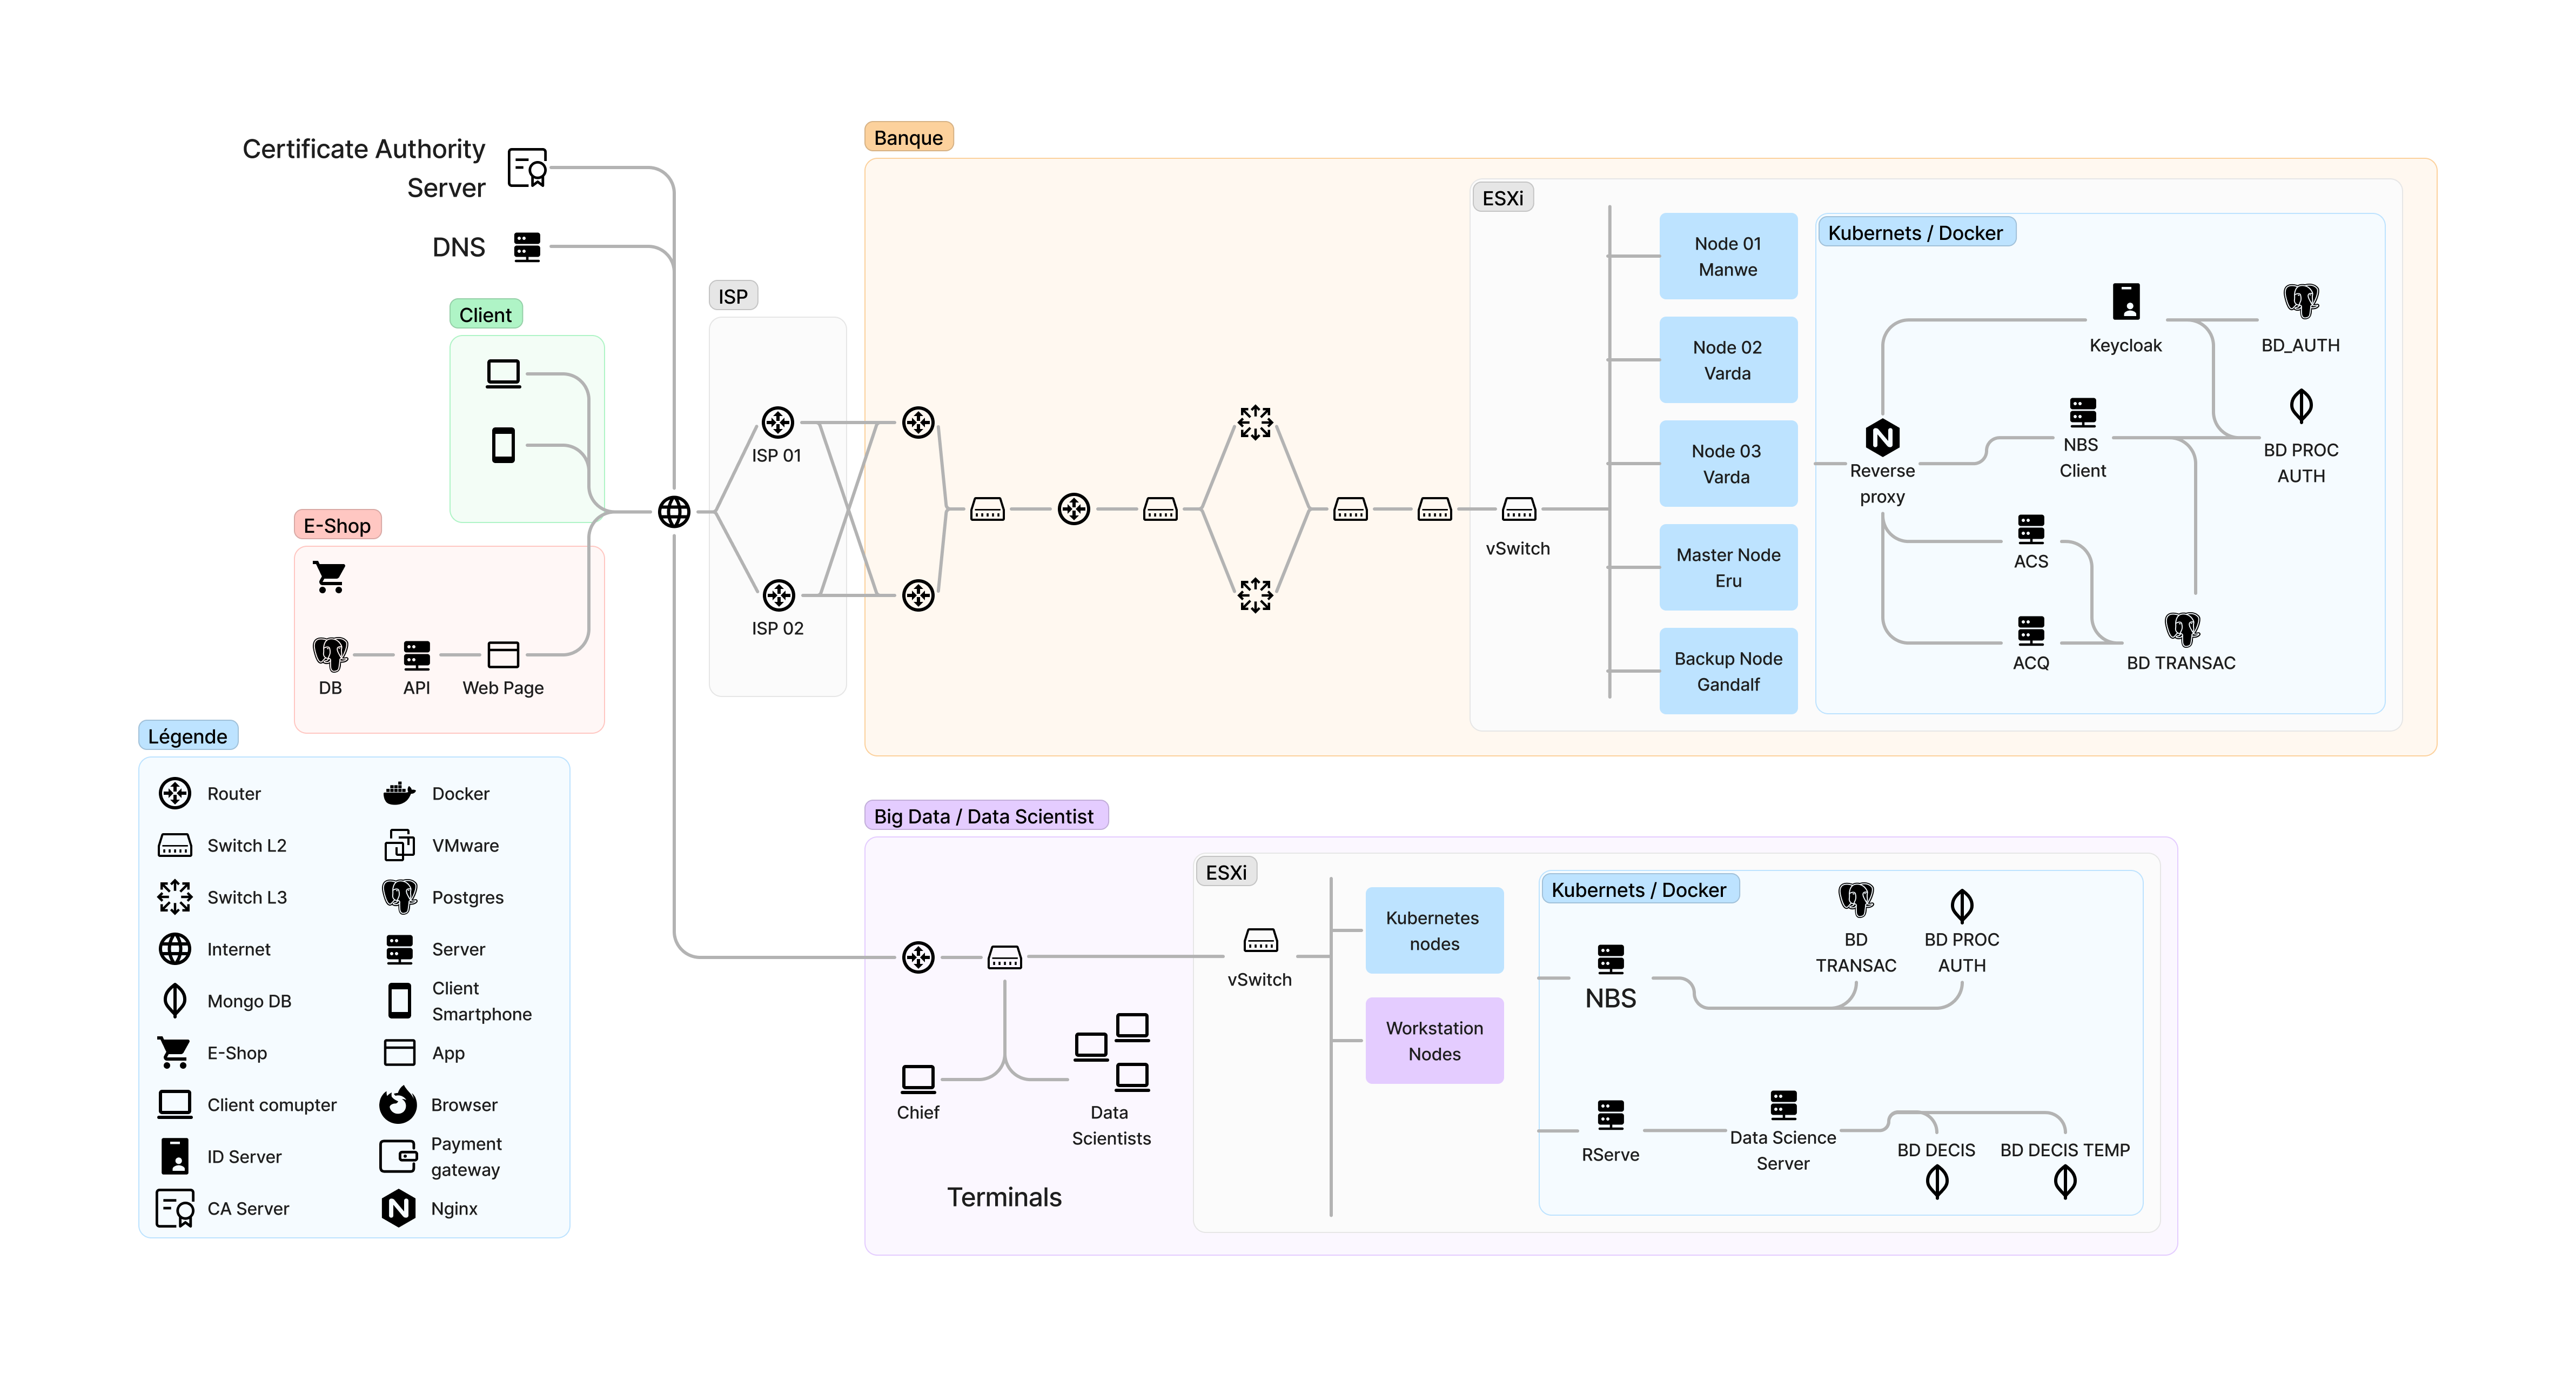 Certificate Authority
Server
DNS
Client
E-Shop
DB
API
Web Page
ISP
ISP 01
ISP 02
Banque
ESXi
vSwitch
Node 01
Manwe
Node 02
Varda
Node 03
Varda
Master Node
Eru
Backup Node
Gandalf
Kubernets / Docker
Keycloak
BD_AUTH
Reverse
proxy
NBS
Client
BD PROC
AUTH
ACS
ACQ
BD TRANSAC
Légende
Router
Switch L2
Switch L3
Internet
Mongo DB
E-Shop
Client comupter
ID Server
CA Server
Docker
VMware
Postgres
Server
Client
Smartphone
App
Browser
Payment
gateway
Nginx
Big Data / Data Scientist
Chief
Data
Scientists
Terminals
ESXi
vSwitch
Kubernetes
nodes
Workstation
Nodes
Kubernets / Docker
NBS
BD
TRANSAC
BD PROC
AUTH
RServe
Data Science
Server
BD DECIS
BD DECIS TEMP